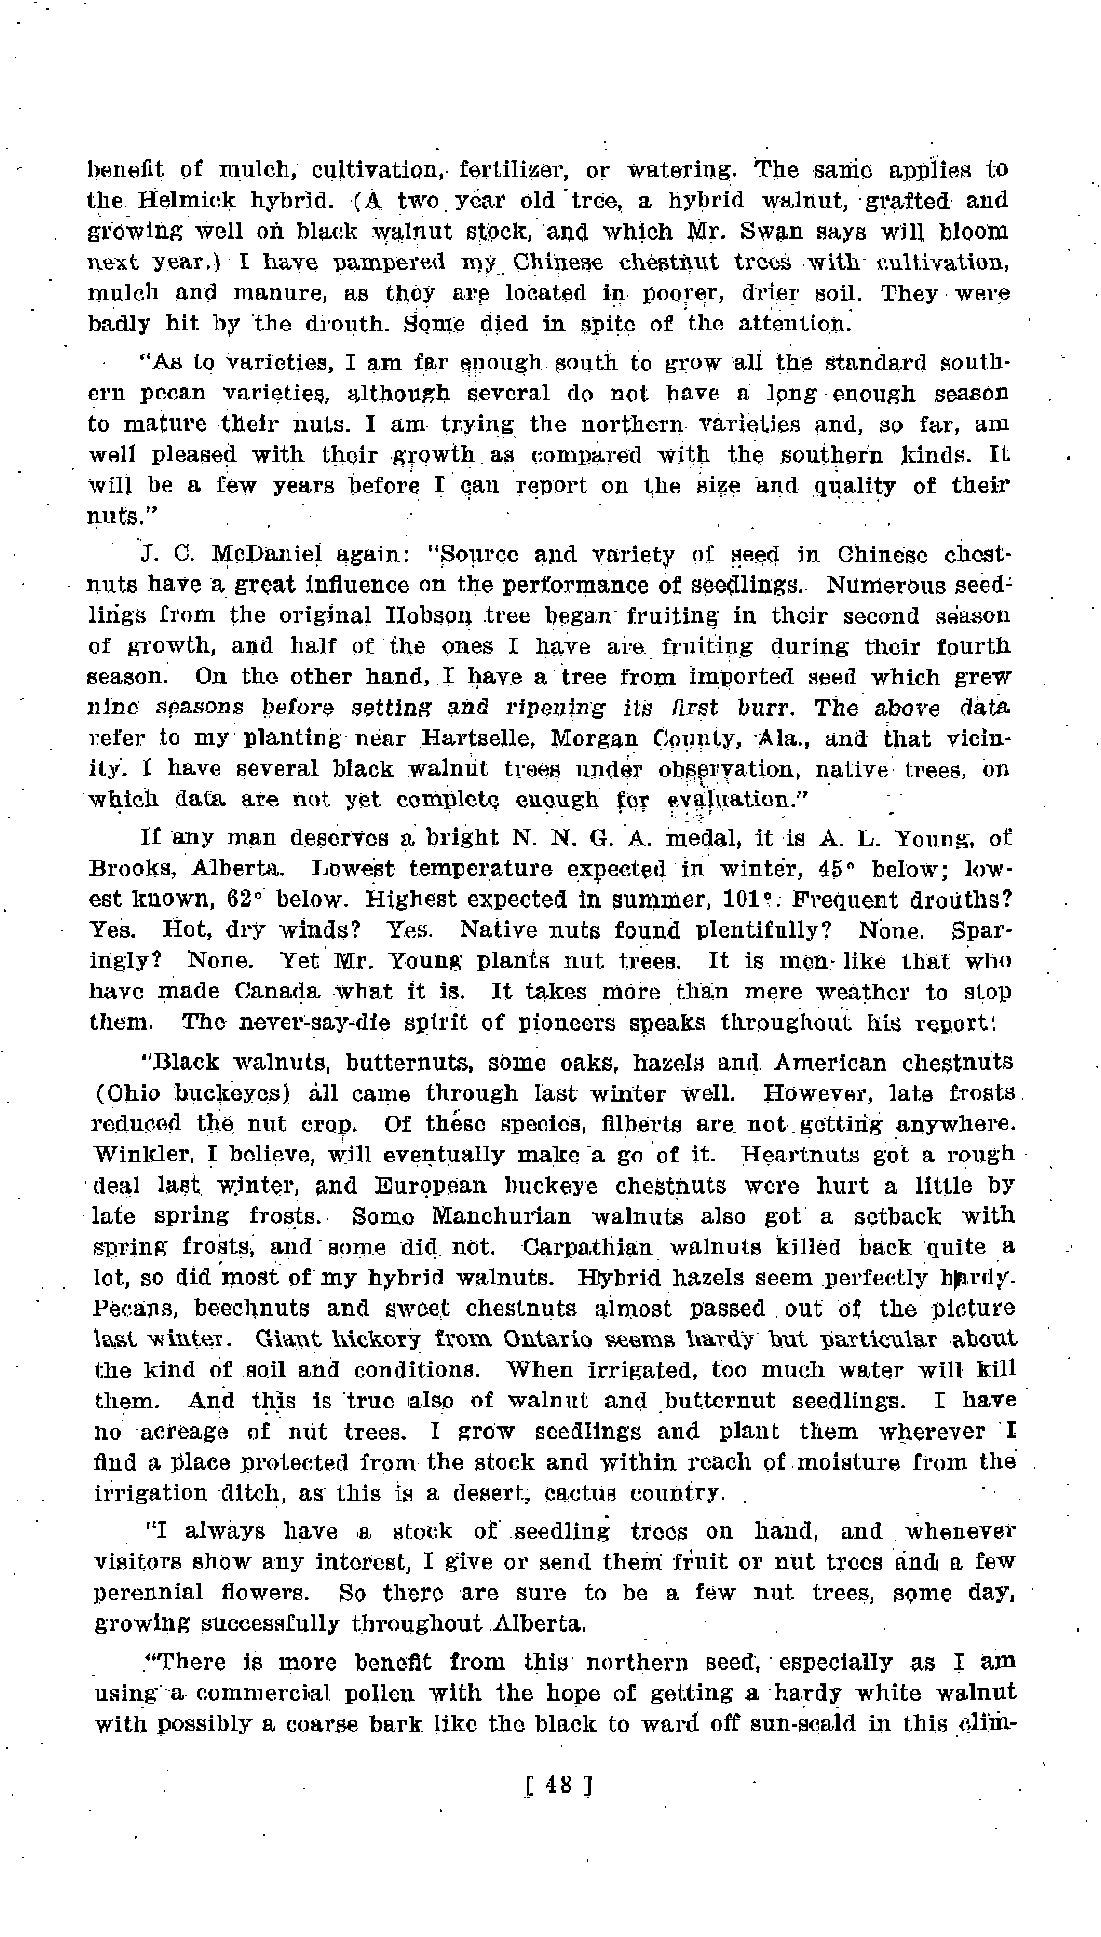 benefit of mulch, cultivation, fertilizer, or watering. The same applies to
the Helmick hybrid. (A two year old tree, a hybrid walnut, grafted and
growing well on black walnut stock, and which Mr. Swan says will bloom
next year.) I have pampered my Chinese chestnut trees with cultivation,
mulch and manure, as they are located in poorer, drier soil. They were
badly hit by the drouth. Some died in spite of the attention.
"As to varieties, I am far enough south to grow all the standard south-
ern pecan varieties, although several do not have a long enough season
to mature their nuts. I am trying the northern varieties and, so far, am
well pleased with their growth as compared with the southern kinds. It
will be a few years before I can report on the size and quality of their
nuts."
J. C. McDaniel again: "Source and variety of seed in Chinese chest-
nuts have a great influence on the performance of seedlings. Numerous seed-
lings from the original Hobson tree began fruiting in their second season
of growth, and half of the ones I have are fruiting during their fourth
season. On the other hand, I have a tree from imported seed which grew
nine seasons before setting and ripening its first burr. The above data
refer to my planting near Hartselle, Morgan County, Ala., and that vicin-
ity. I have several black walnut trees under observation, native trees, on
which data are not yet complete enough for evaluation."
If any man deserves a bright N. N. G. A. medal, it is A. L. Young, of
Brooks, Alberta. Lowest temperature expected in winter, 45° below; low-
est known, 62° below. Highest expected in summer, 101°. Frequent drouths?
Yes. Hot, dry winds? Yes. Native nuts found plentifully? None. Spar-
ingly? None. Yet Mr. Young plants nut trees. It is men like that who
have made Canada what it is. It takes more than mere weather to stop
them. The never-say-die spirit of pioneers speaks throughout his report:
"Black walnuts, butternuts, some oaks, hazels and American chestnuts
(Ohio buckeyes) all came through last winter well. However, late frosts
reduced the nut crop. Of these species, filberts are not getting anywhere.
Winkler, I believe, will eventually make a go of it. Heartnuts got a rough
deal last winter, and European buckeye chestnuts were hurt a little by
late spring frosts. Some Manchurian walnuts also got a setback with
spring frosts, and some did not. Carpathian walnuts killed back quite a
lot, so did most of my hybrid walnuts. Hybrid hazels seem perfectly hardy.
Pecans, beechnuts and sweet chestnuts almost passed out of the picture
last winter. Giant hickory from Ontario seems hardy but particular about
the kind of soil and conditions. When irrigated, too much water will kill
them. And this is true also of walnut and butternut seedlings. I have
no acreage of nut trees. I grow seedlings and plant them wherever I
find a place protected from the stock and within reach of moisture from the
irrigation ditch, as this is a desert, cactus country.
"I always have a stock of seedling trees on hand, and whenever
visitors show any interest, I give or send them fruit or nut trees and a few
perennial flowers. So there are sure to be a few nut trees, some day,
growing successfully throughout Alberta.
"There is more benefit from this northern seed, especially as I am
using a commercial pollen with the hope of getting a hardy white walnut
with possibly a coarse bark like the black to ward off sun-scald in this clim-
[ 48 ]